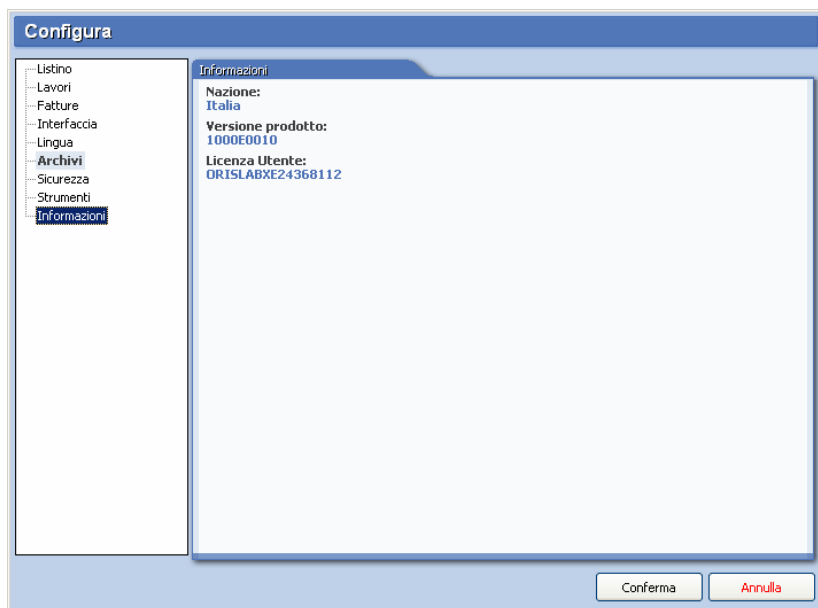 Configura
Listino
Lavori
Fatture
Interfaccia
Lingua
Archivi
Sicurezza
Strumenti
Informazioni
Informazioni
Nazione:
Italia
Versione prodotto:
1000E0010
Licenza Utente:
ORISLABXE24368112
Conferma
Annulla